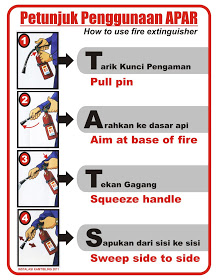 Petunjuk Penggunaan APAR
How to use fire extinguisher
1
Tarik Kunci Pengaman
Pull pin
2
Arahkan ke dasar api
Aim at base of fire
3
Tekan Gagang
Squeeze handle
4
Sapukan dari sisi ke sisi
Sweep side to side